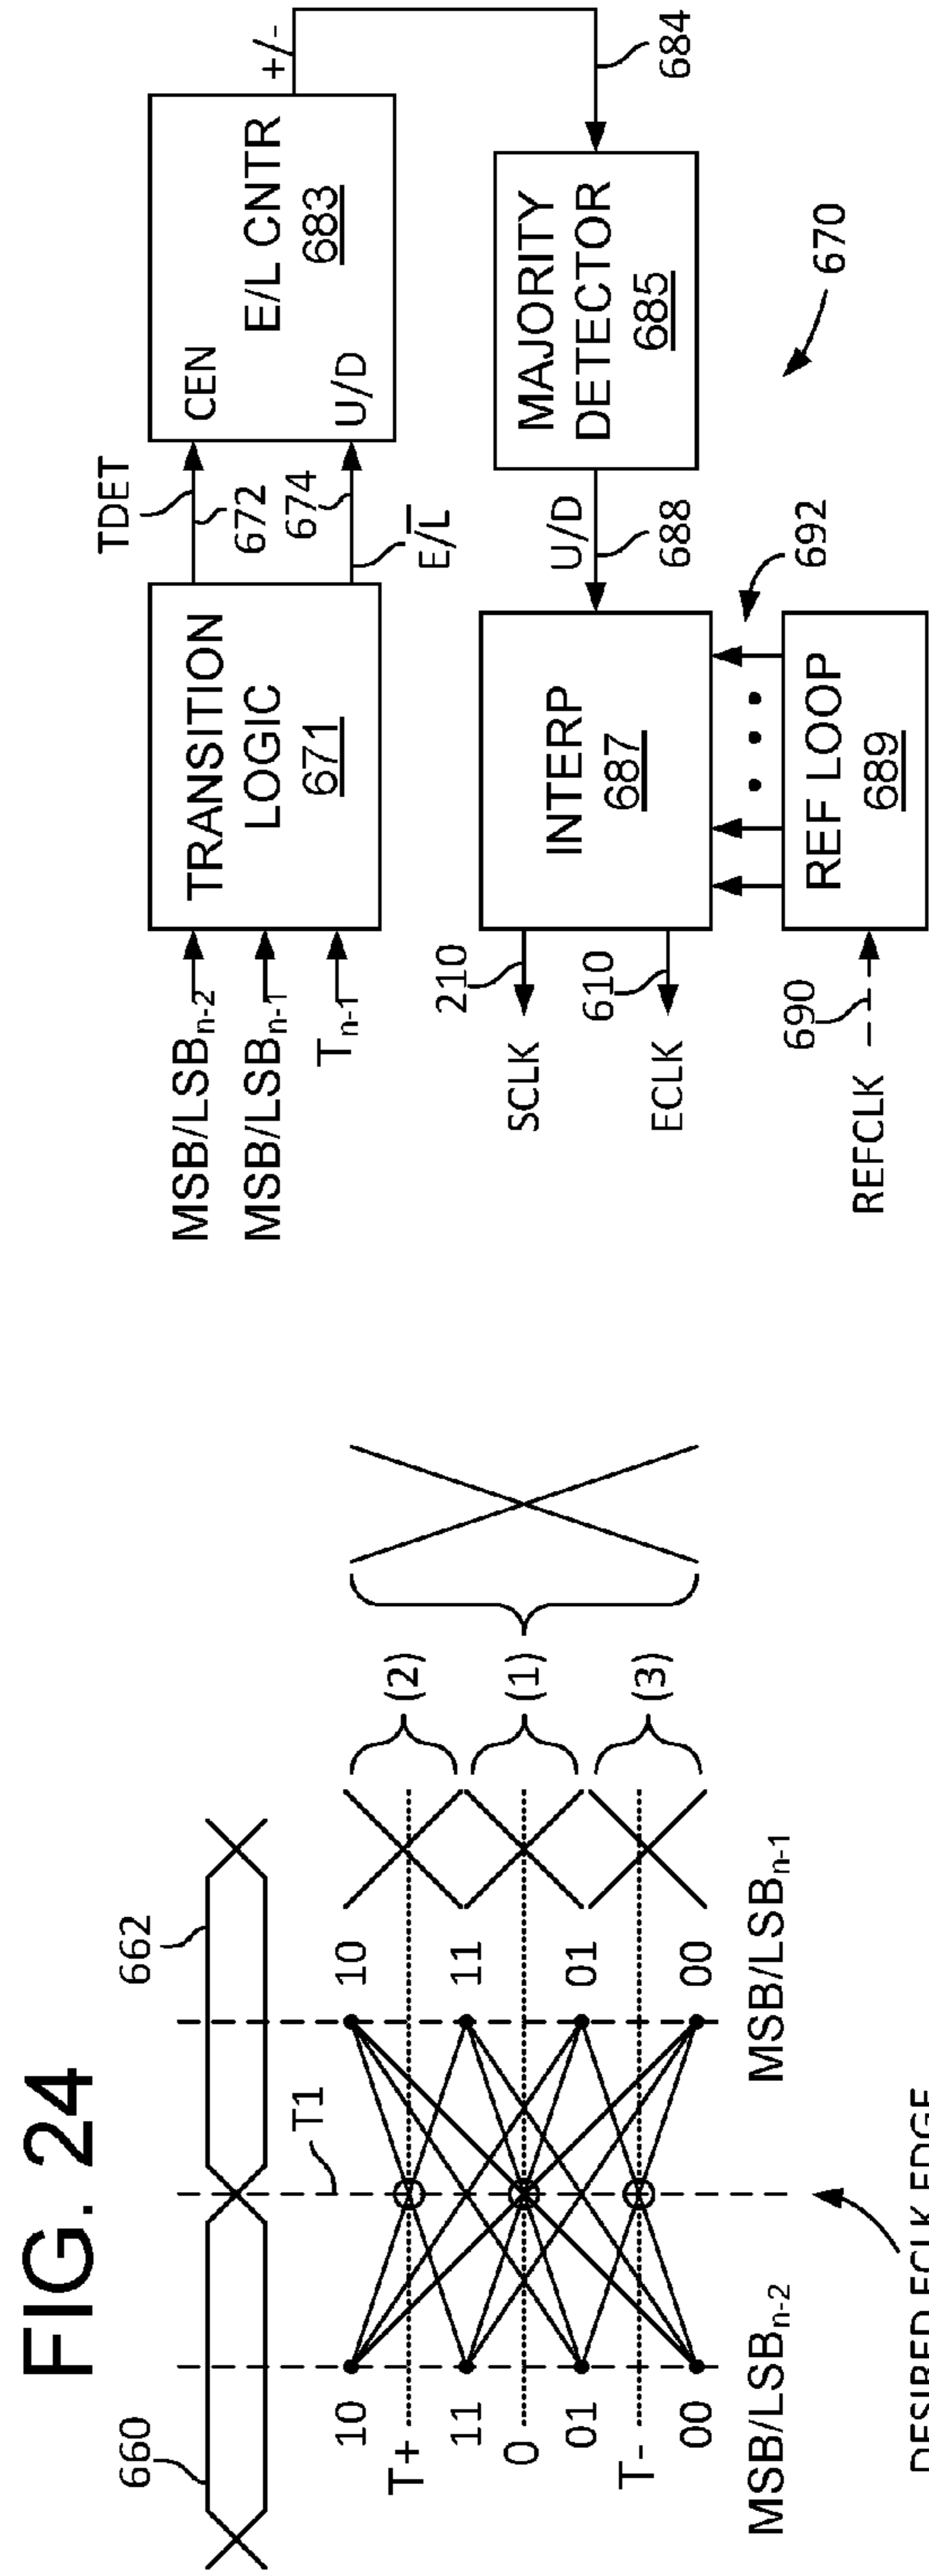 FIG. 24
660
662
T1
10
T+
11
0
01
T-
00
10
11
01
00
(2)
(1)
(3)
MSB/LSBn-2
MSB/LSBn-1
DESIRED ECLK EDGE
MSB/LSBn-2
MSB/LSBn-1
Tn-1
TRANSITION
LOGIC
671
TDET
672
674
E/L̅
CEN
U/D
E/L CNTR
683
+/-
684
MAJORITY
DETECTOR
685
U/D
688
INTERP
687
SCLK
210
ECLK
610
692
REF LOOP
689
REFCLK
690
670